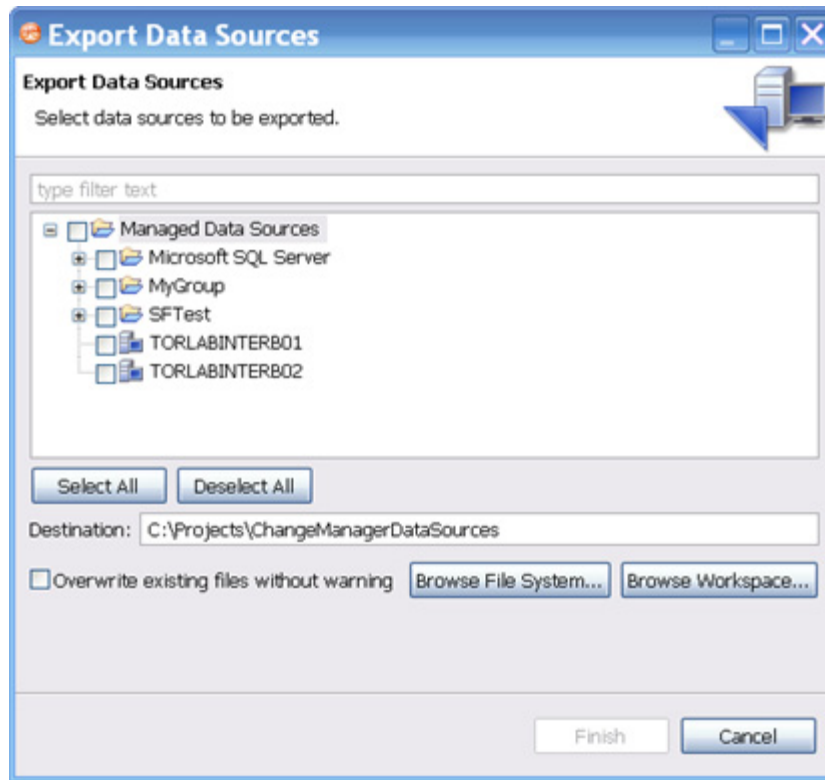 Export Data Sources
Export Data Sources
Select data sources to be exported.
type filter text
Managed Data Sources
Microsoft SQL Server
MyGroup
SFTest
TORLABINTERB01
TORLABINTERB02
Select All Deselect All
Destination: C:\Projects\ChangeManagerDataSources
Overwrite existing files without warning Browse File System... Browse Workspace...
Finish Cancel